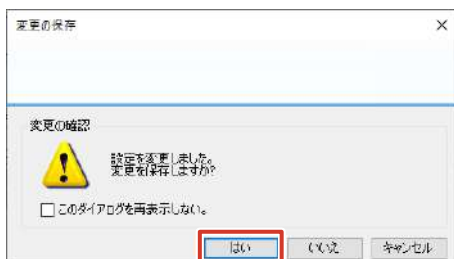 変更の保存
変更の確認
設定を変更しました。
変更を保存しますか?
このダイアログを再表示しない。
はい
いいえ
キャンセル